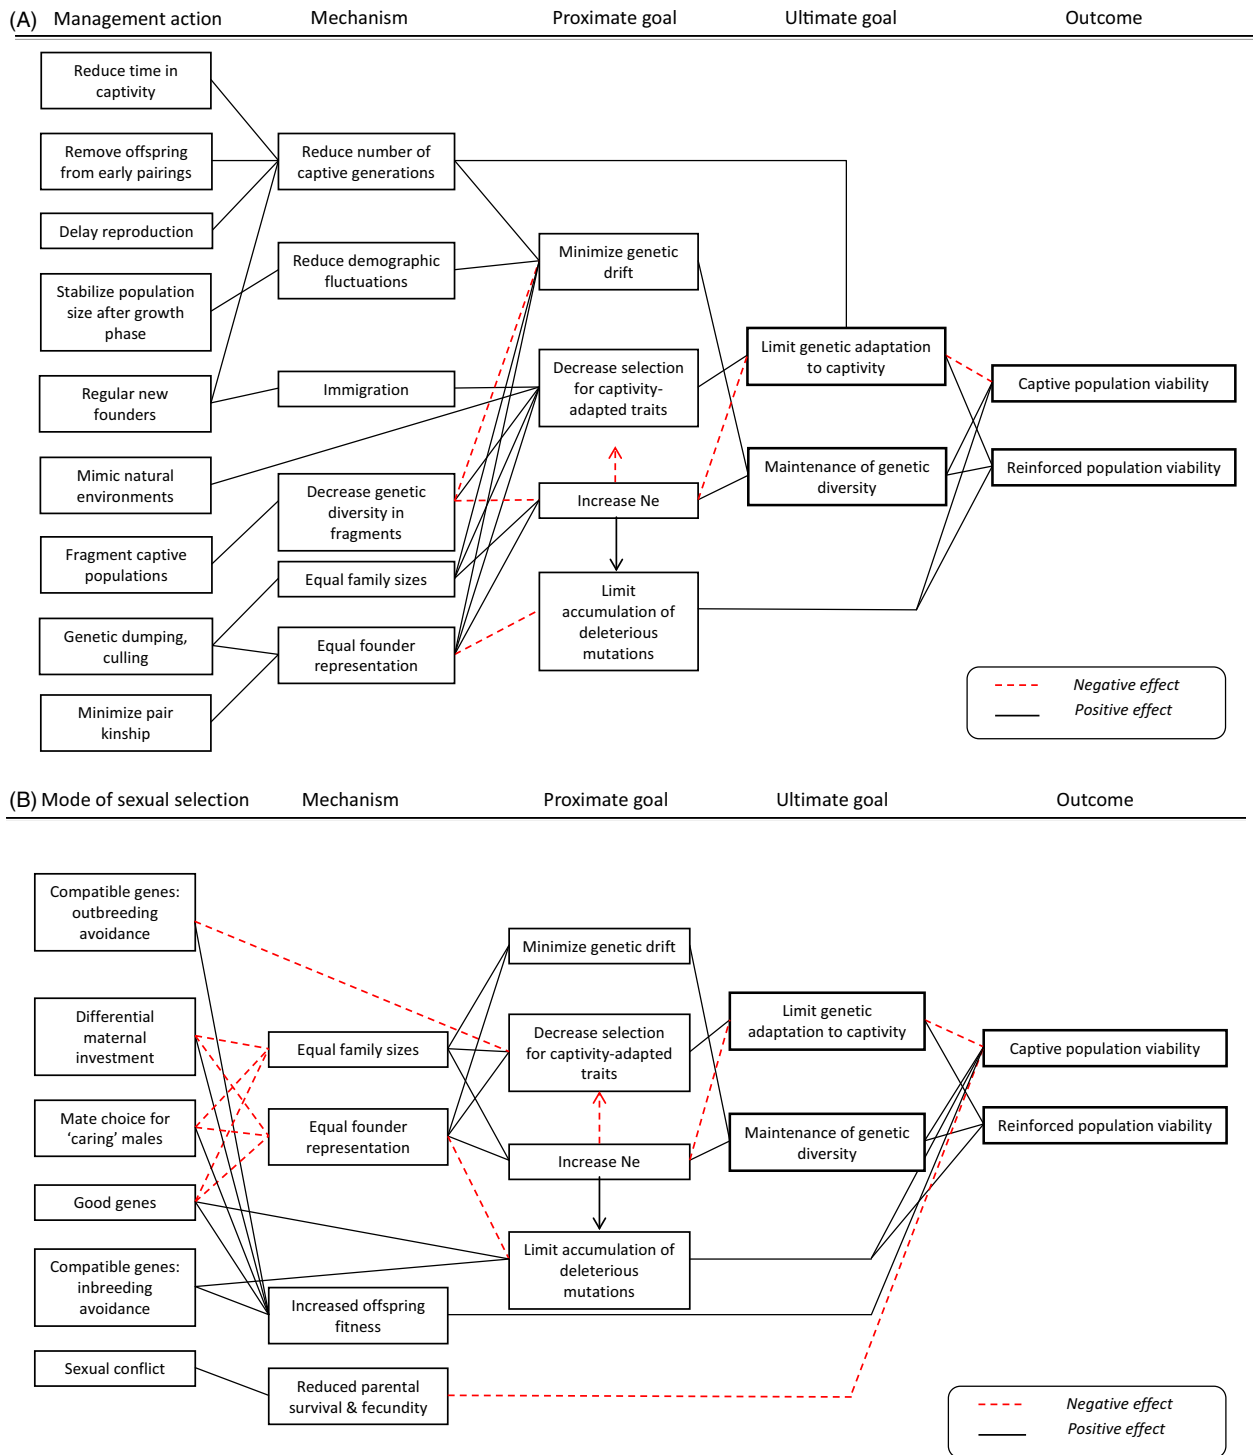 (A) Management action Mechanism Proximate goal Ultimate goal Outcome
Reduce time in
captivity
Remove offspring
from early pairings
Delay reproduction
Stabilize population
size after growth
phase
Regular new
founders
Mimic natural
environments
Fragment captive
populations
Genetic dumping,
culling
Minimize pair
kinship
Reduce number of
captive generations
Reduce demographic
fluctuations
Immigration
Decrease genetic
diversity in
fragments
Equal family sizes
Equal founder
representation
Minimize genetic
drift
Decrease selection
for captivity-
adapted traits
Increase Ne
Limit
accumulation of
deleterious
mutations
Limit genetic adaptation
to captivity
Maintenance of genetic
diversity
Captive population viability
Reinforced population viability
Negative effect
Positive effect
(B) Mode of sexual selection Mechanism Proximate goal Ultimate goal Outcome
Compatible genes:
outbreeding
avoidance
Differential
maternal
investment
Mate choice for
‘caring’ males
Good genes
Compatible genes:
inbreeding
avoidance
Sexual conflict
Equal family sizes
Equal founder
representation
Increased offspring
fitness
Reduced parental
survival & fecundity
Minimize genetic drift
Decrease selection
for captivity-adapted
traits
Increase Ne
Limit accumulation of
deleterious
mutations
Limit genetic
adaptation to captivity
Maintenance of genetic
diversity
Captive population viability
Reinforced population viability
Negative effect
Positive effect